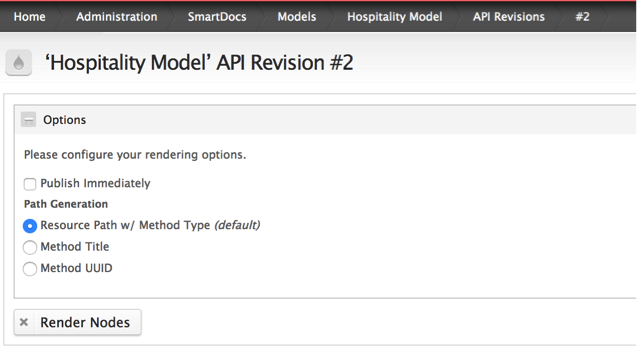 Home Administration SmartDocs Models Hospitality Model API Revisions #2
‘Hospitality Model’ API Revision #2
Options
Please configure your rendering options.
Publish Immediately
Path Generation
Resource Path w/ Method Type (default)
Method Title
Method UUID
Render Nodes